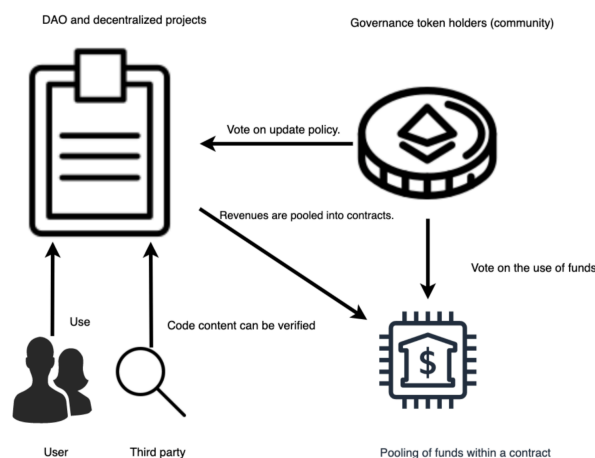 DAO and decentralized projects
Governance token holders (community)
Vote on update policy.
Revenues are pooled into contracts.
Vote on the use of funds
Use
Code content can be verified
$
User
Third party
Pooling of funds within a contract